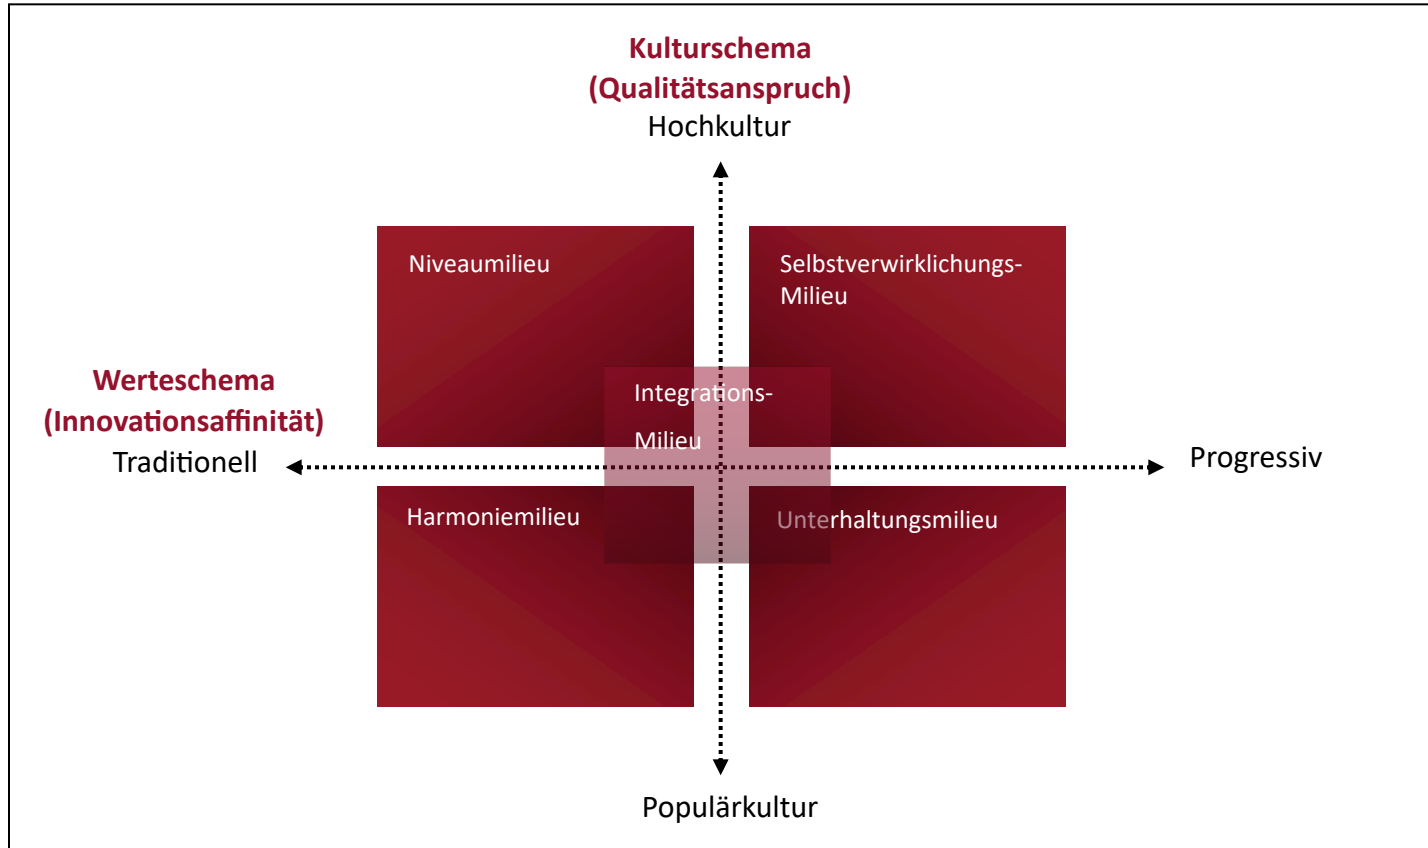 Kulturschema
(Qualitätsanspruch)
Hochkultur
Niveaumilieu
Selbstverwirklichungs-
Milieu
Werteschema
(Innovationsaffinität)
Traditionell
Integrations-
Milieu
Progressiv
Harmoniemilieu
Unterhaltungsmilieu
Populärkultur